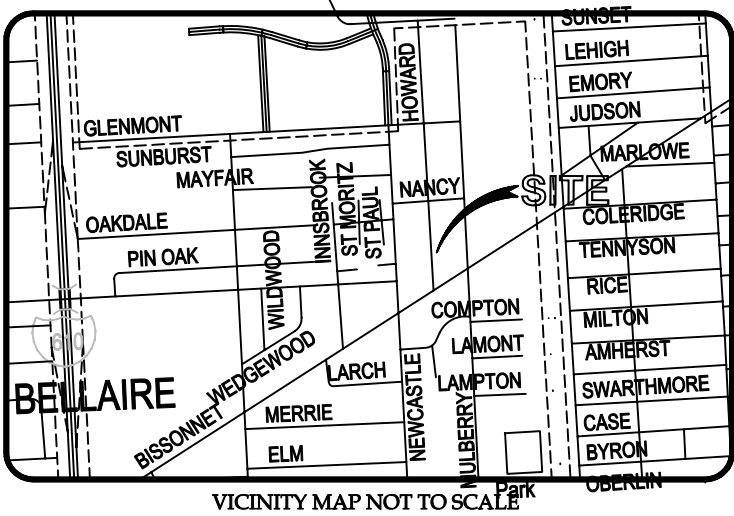 SUNSET
LEHIGH
EMORY
JUDSON
HOWARD
GLENMONT
SUNBURST
MAYFAIR
MARLOWE
INNSBROOK
ST MORITZ
ST PAUL
NANCY
SITE
OAKDALE
COLERIDGE
PIN OAK
WILDWOOD
TENNYSON
RICE
COMPTON
MILTON
610
LAMONT
AMHERST
WEDGEWOOD
LARCH
LAMPTON
SWARTHMORE
BELLAIRE
BISSONNET
MERRIE
NEWCASTLE
MULBERRY
CASE
ELM
BYRON
Park
OBERLIN
VICINITY MAP NOT TO SCALE